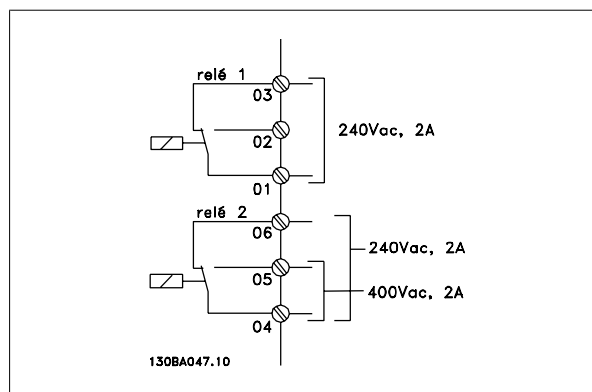 relé 1
03
02
240Vac, 2A
01
relé 2
06
240Vac, 2A
05
400Vac, 2A
04
130BA047.10